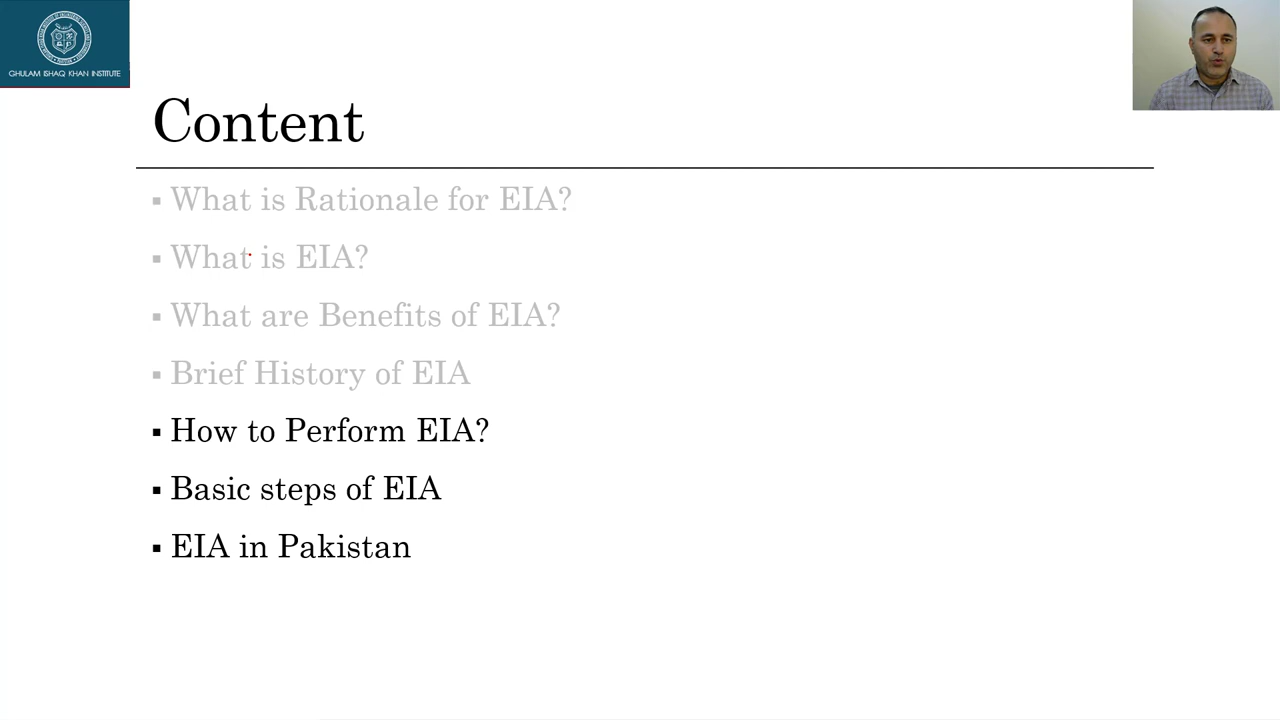 GHULAM ISHAQ KHAN INSTITUTE
Content
▪ What is Rationale for EIA?
▪ What is EIA?
▪ What are Benefits of EIA?
▪ Brief History of EIA
▪ How to Perform EIA?
▪ Basic steps of EIA
▪ EIA in Pakistan